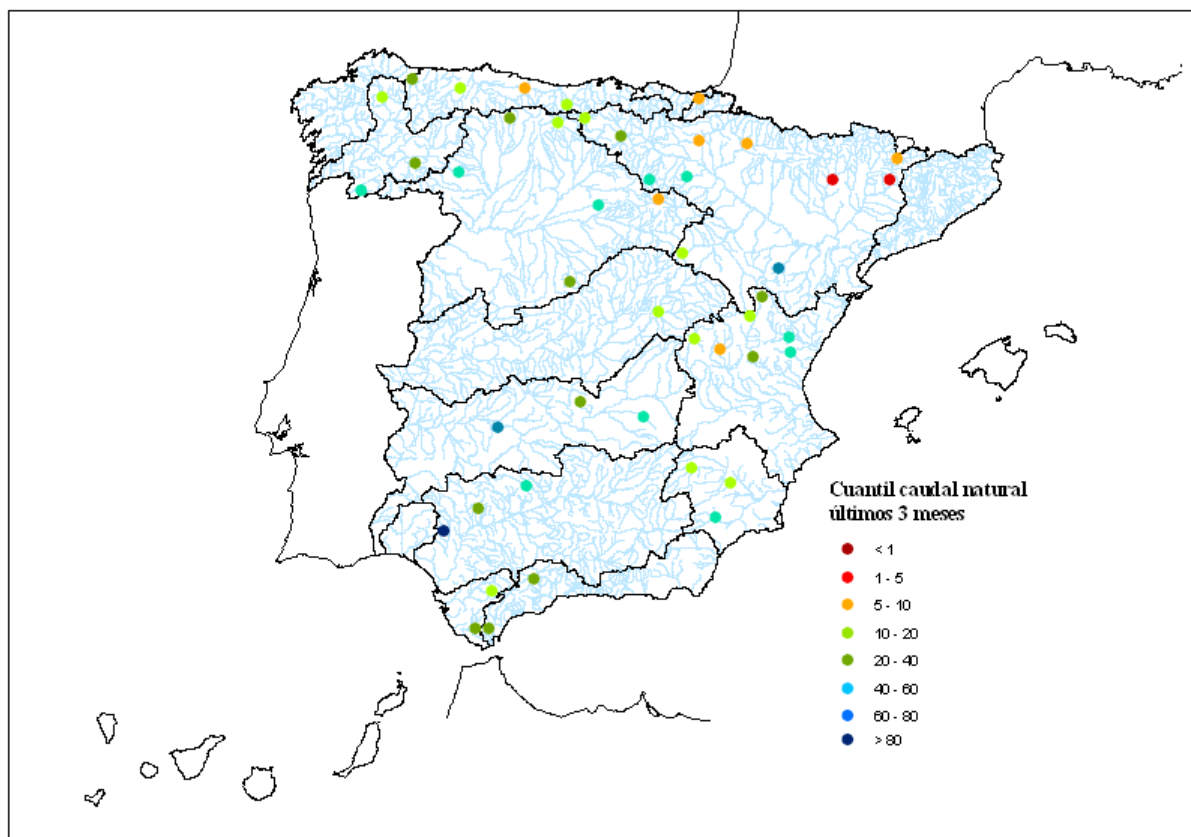 Cuantil caudal natural
últimos 3 meses
< 1
1 - 5
5 - 10
10 - 20
20 - 40
40 - 60
60 - 80
> 80